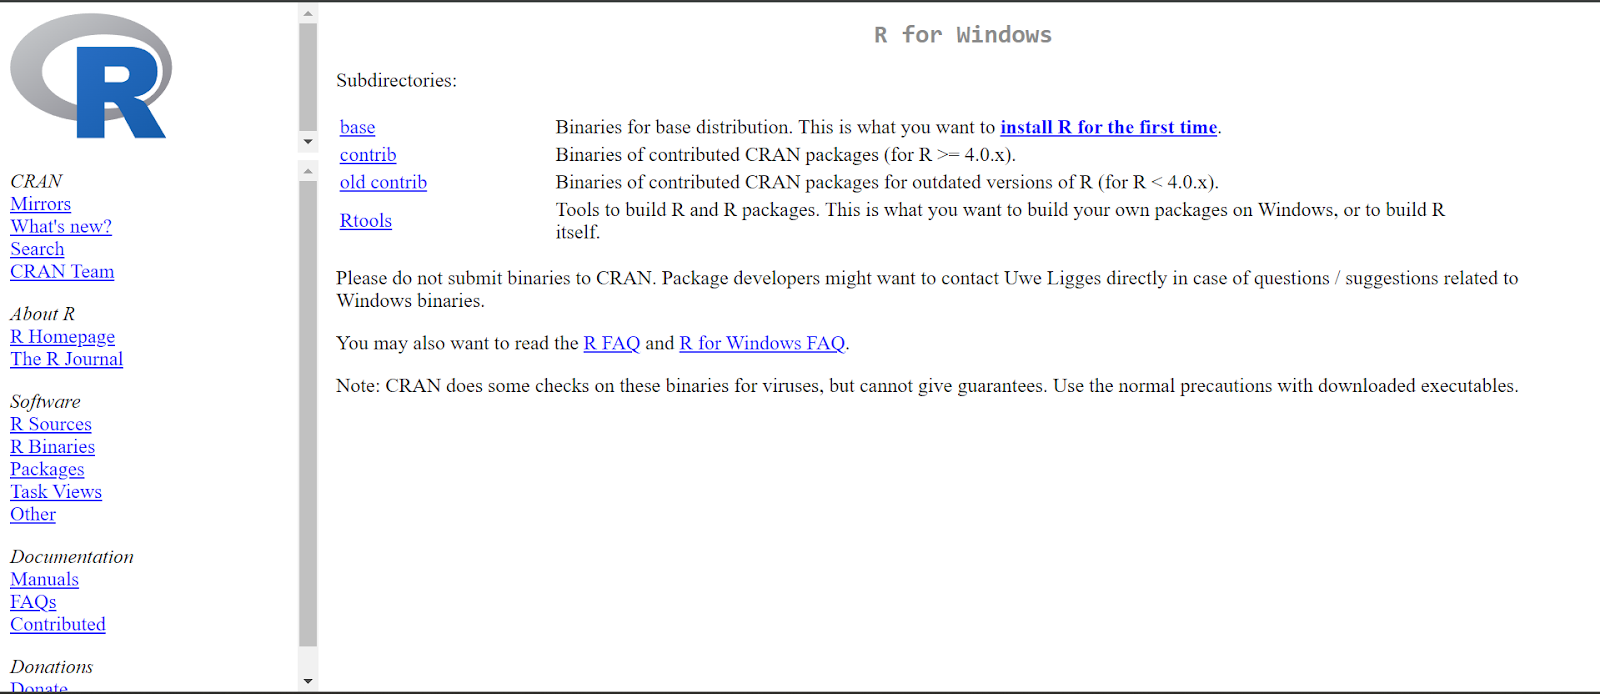 R
CRAN
Mirrors
What's new?
Search
CRAN Team
About R
R Homepage
The R Journal
Software
R Sources
R Binaries
Packages
Task Views
Other
Documentation
Manuals
FAQs
Contributed
Donations
Donate
R for Windows
Subdirectories:
base Binaries for base distribution. This is what you want to install R for the first time.
contrib Binaries of contributed CRAN packages (for R >= 4.0.x).
old contrib Binaries of contributed CRAN packages for outdated versions of R (for R < 4.0.x).
Rtools Tools to build R and R packages. This is what you want to build your own packages on Windows, or to build R
itself.
Please do not submit binaries to CRAN. Package developers might want to contact Uwe Ligges directly in case of questions / suggestions related to
Windows binaries.
You may also want to read the R FAQ and R for Windows FAQ.
Note: CRAN does some checks on these binaries for viruses, but cannot give guarantees. Use the normal precautions with downloaded executables.